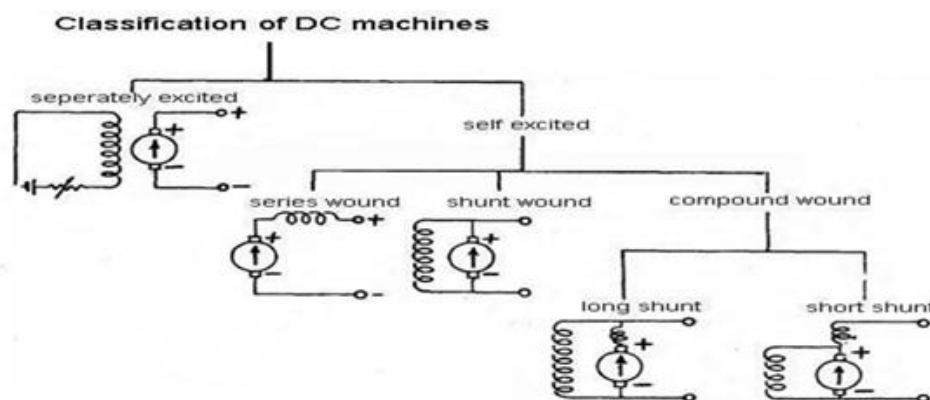 Classification of DC machines
seperately excited
self excited
series wound
shunt wound
compound wound
long shunt
short shunt